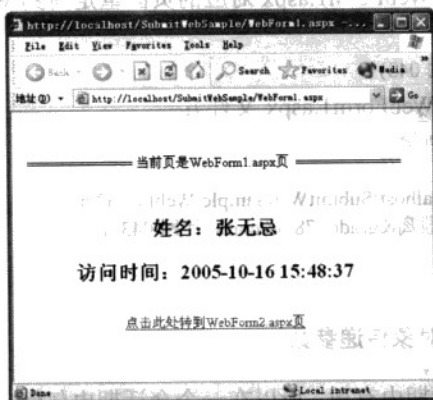 http://localhost/SubmitWebSample/WebForm1.aspx - ...
File Edit View Favorites Tools Help
Back Search Favorites Media
地址(D) http://localhost/SubmitWebSample/WebForm1.aspx Go
当前页是WebForm1.aspx页
姓名：张无忌
访问时间：2005-10-16 15:48:37
点击此处转到WebForm2.aspx页
Done Local intranet